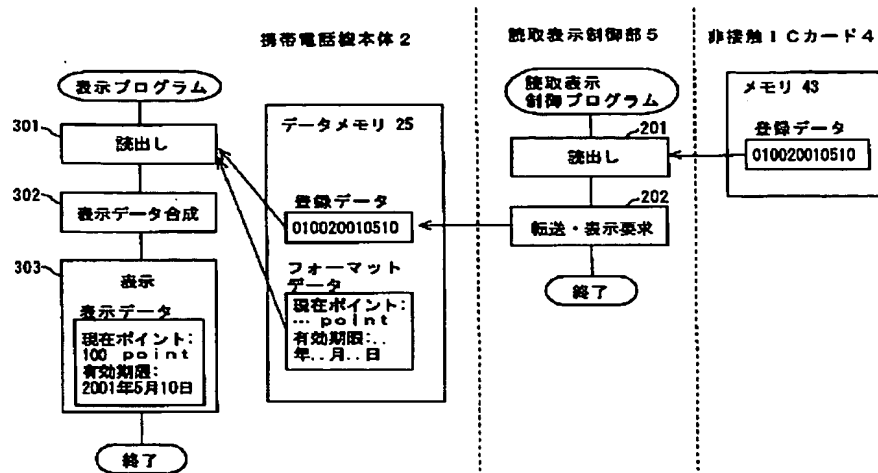 携帯電話機本体2
読取表示制御部5
非接触ICカード4
表示プログラム
301
読出し
302
表示データ合成
303
表示
表示データ
現在ポイント:
100 point
有効期限:
2001年5月10日
終了
データメモリ 25
登録データ
010020010510
フォーマット
データ
現在ポイント:
… point
有効期限:..
年..月..日
読取表示
制御プログラム
201
読出し
202
転送・表示要求
終了
メモリ 43
登録データ
010020010510